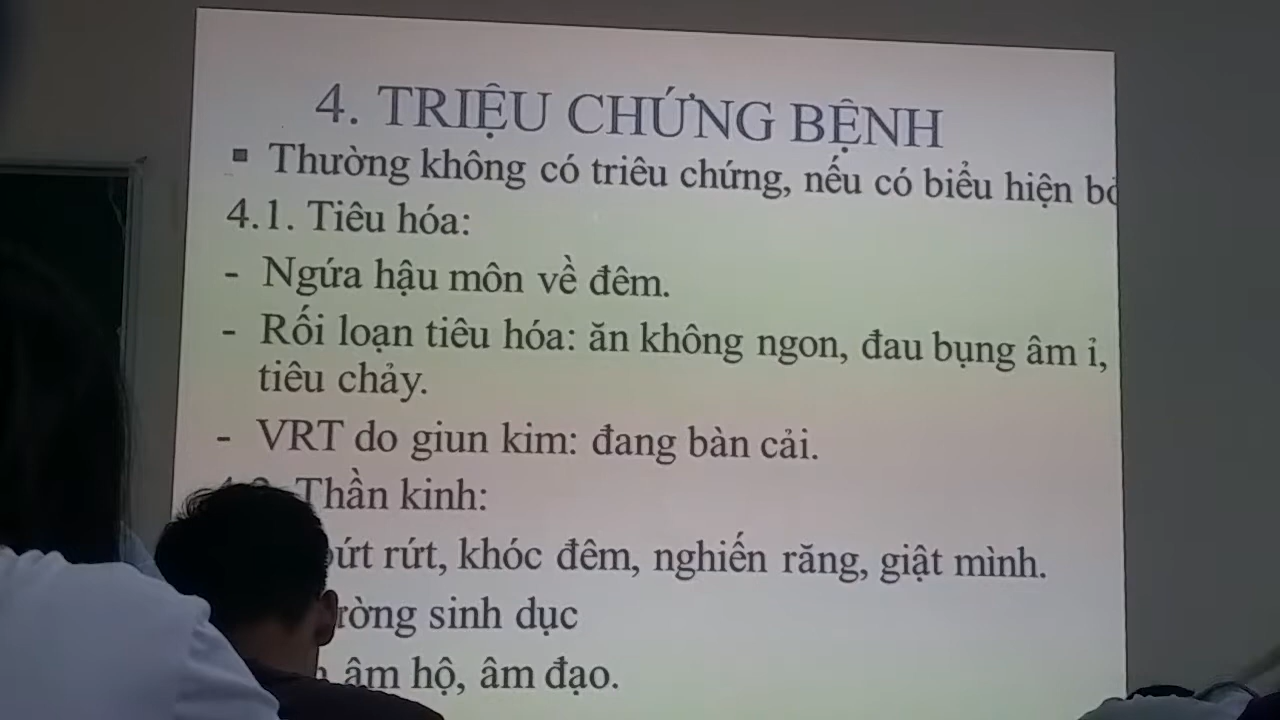 4. TRIỆU CHỨNG BỆNH
▪ Thường không có triêu chứng, nếu có biểu hiện
4.1. Tiêu hóa:
- Ngứa hậu môn về đêm.
- Rối loạn tiêu hóa: ăn không ngon, đau bụng âm ỉ,
tiêu chảy.
- VRT do giun kim: đang bàn cải.
Thần kinh:
rứt, khóc đêm, nghiến răng, giật mình.
sinh dục
âm hộ, âm đạo.